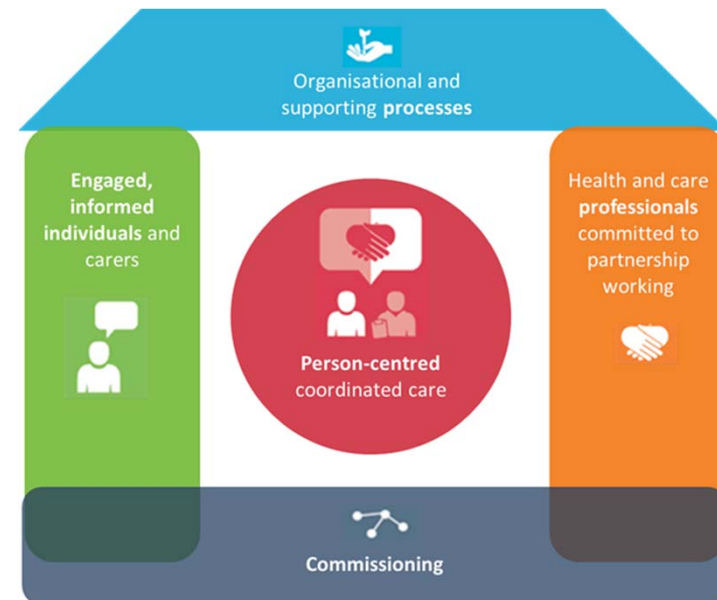 Organisational and
supporting processes
Engaged,
informed
individuals and
carers
Health and care
professionals
committed to
partnership
working
Person-centred
coordinated care
Commissioning